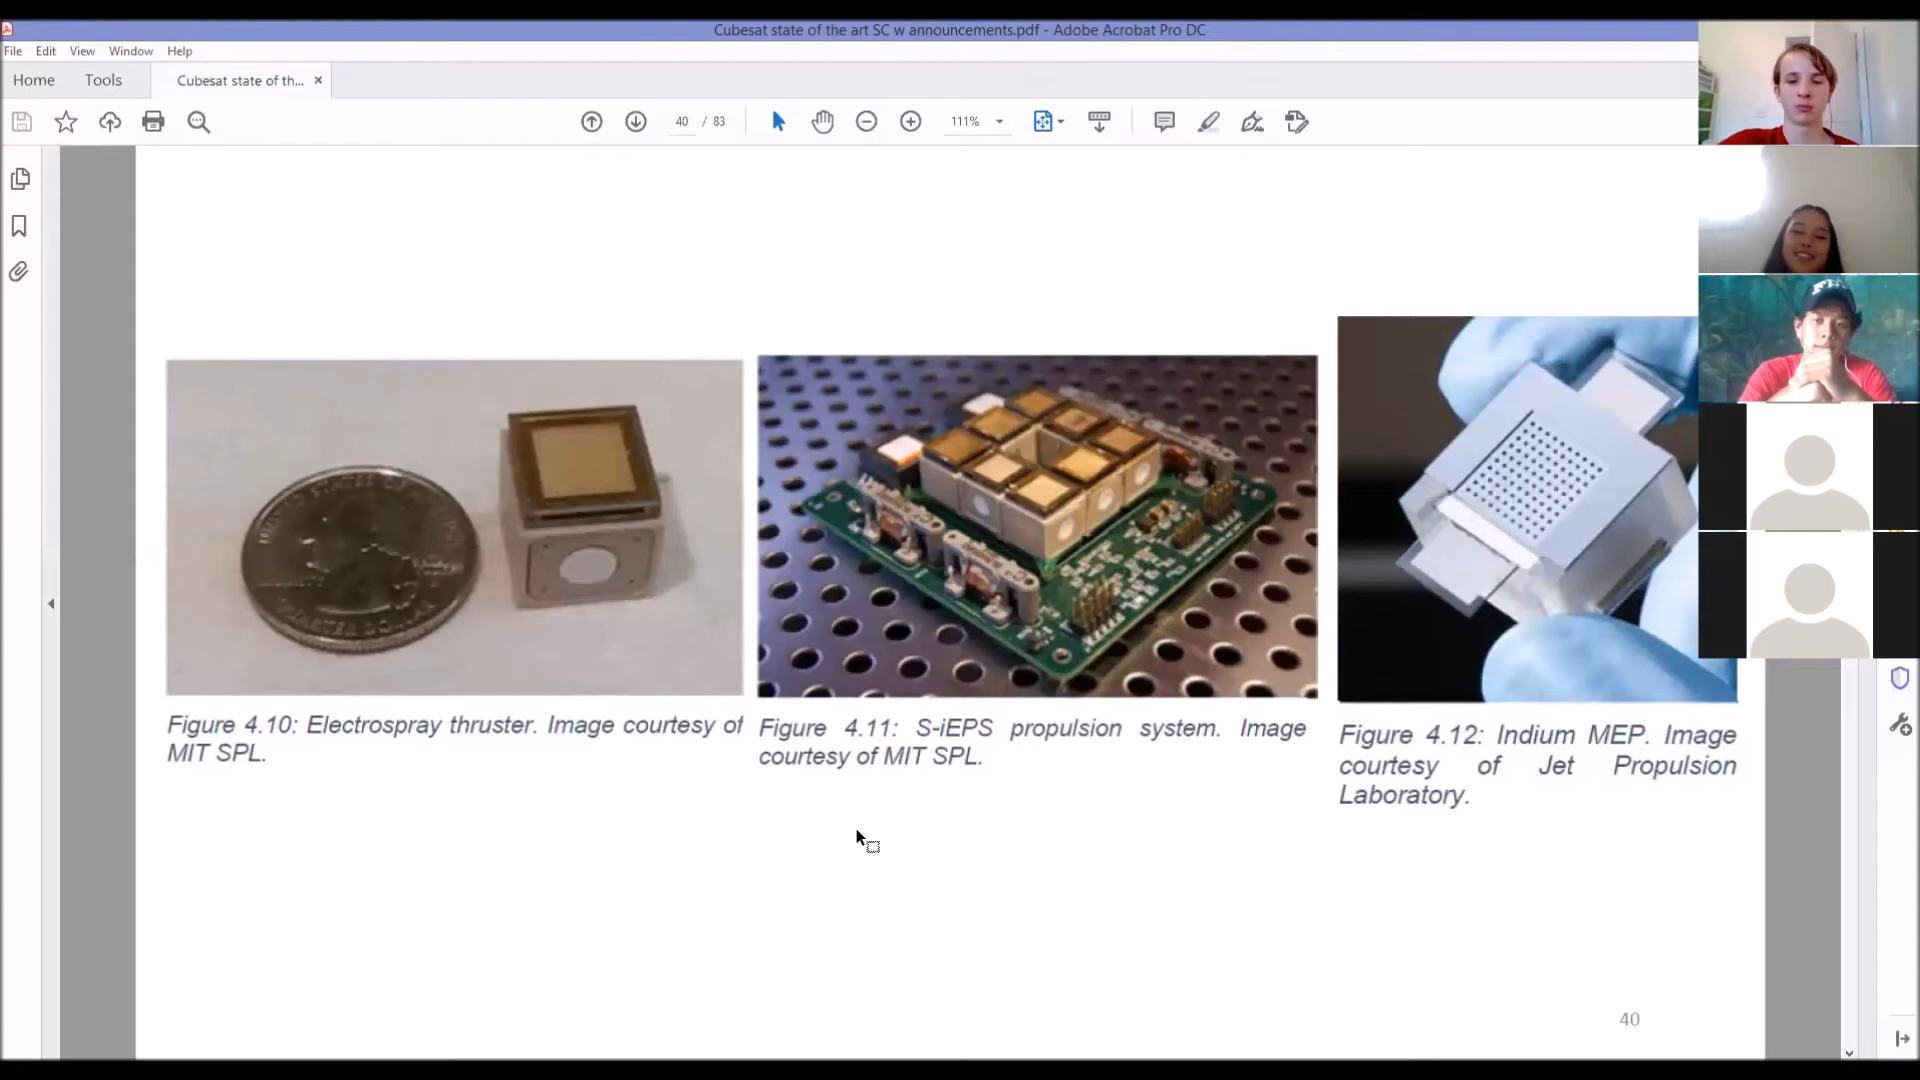 Cubesat state of the art SC w announcements.pdf - Adobe Acrobat Pro DC
File Edit View Window Help
Home Tools Cubesat state of th... ×
40 / 83 111%
Figure 4.10: Electrospray thruster. Image courtesy of
MIT SPL.
Figure 4.11: S-iEPS propulsion system. Image
courtesy of MIT SPL.
Figure 4.12: Indium MEP. Image
courtesy of Jet Propulsion
Laboratory.
40